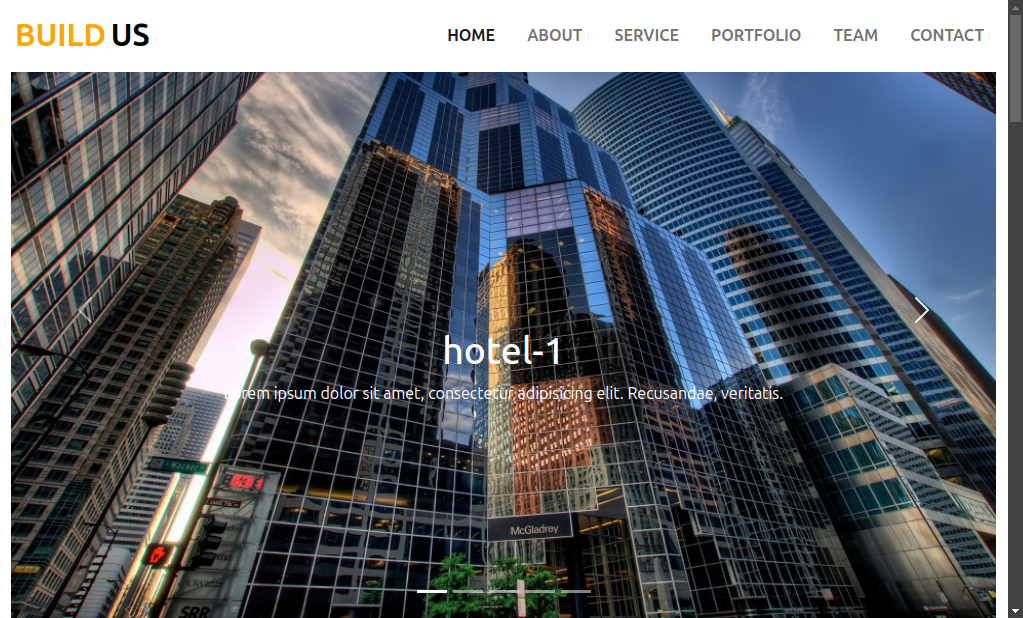 BUILD US
HOME ABOUT SERVICE PORTFOLIO TEAM CONTACT
hotel-1
Lorem ipsum dolor sit amet, consectetur adipisicing elit. Recusandae, veritatis.
McGladrey
SRR